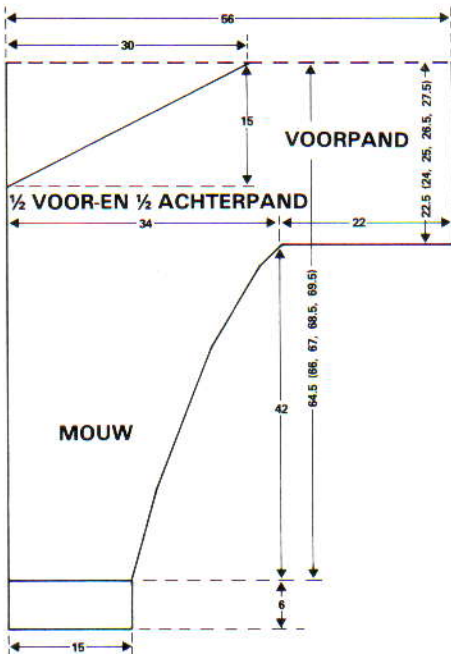 56
30
15
VOORPAND
22.5 (24, 25, 26.5, 27.5)
½ VOOR-EN ½ ACHTERPAND
34
22
64.5 (66, 67, 68.5, 69.5)
42
MOUW
6
15